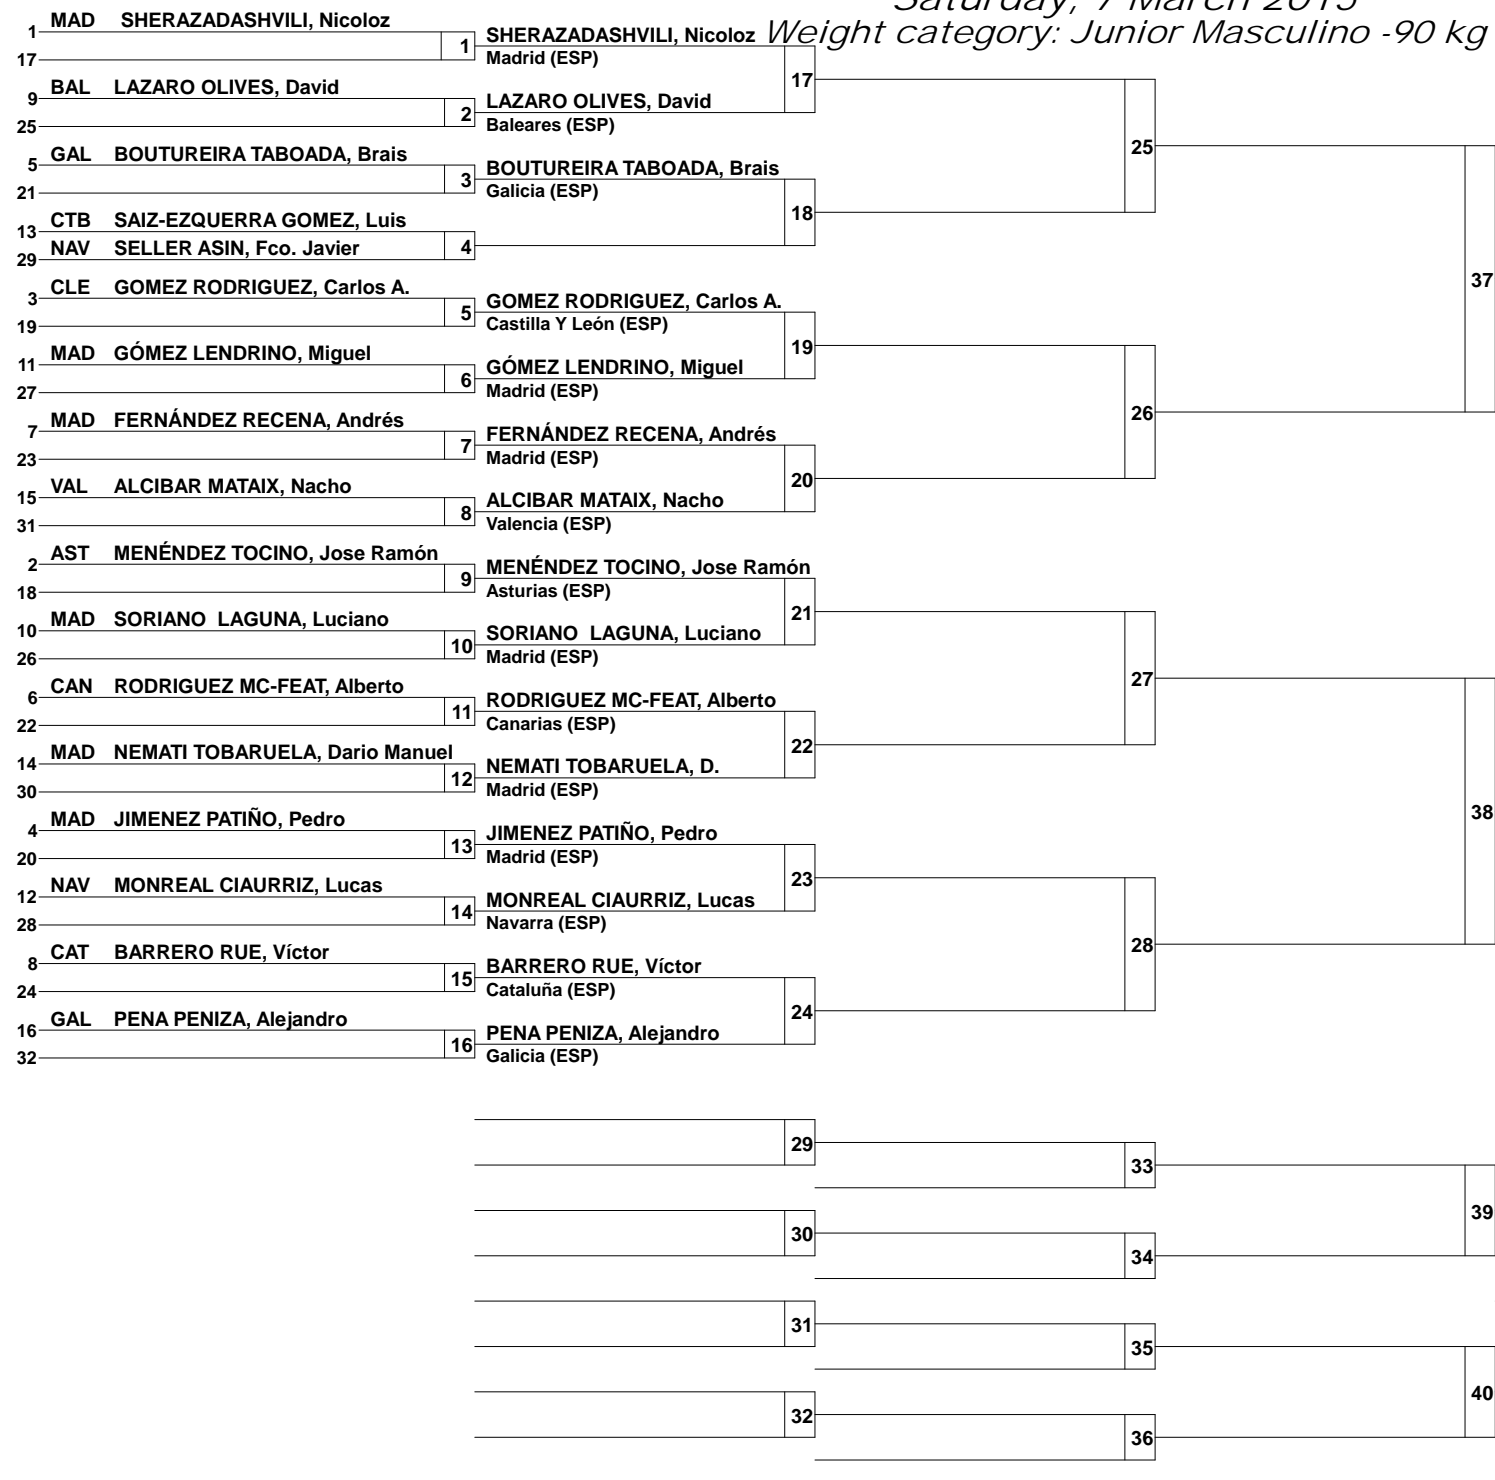 Saturday, 7 March 2015
Weight category: Junior Masculino -90 kg
1 MAD SHERAZADASHVILI, Nicoloz
17
1 SHERAZADASHVILI, Nicoloz
Madrid (ESP)
17
9 BAL LAZARO OLIVES, David
25
2 LAZARO OLIVES, David
Baleares (ESP)
25
5 GAL BOUTUREIRA TABOADA, Brais
21
3 BOUTUREIRA TABOADA, Brais
Galicia (ESP)
18
13 CTB SAIZ-EZQUERRA GOMEZ, Luis
29 NAV SELLER ASIN, Fco. Javier
4
37
3 CLE GOMEZ RODRIGUEZ, Carlos A.
19
5 GOMEZ RODRIGUEZ, Carlos A.
Castilla Y León (ESP)
19
11 MAD GÓMEZ LENDRINO, Miguel
27
6 GÓMEZ LENDRINO, Miguel
Madrid (ESP)
26
7 MAD FERNÁNDEZ RECENA, Andrés
23
7 FERNÁNDEZ RECENA, Andrés
Madrid (ESP)
20
15 VAL ALCIBAR MATAIX, Nacho
31
8 ALCIBAR MATAIX, Nacho
Valencia (ESP)
2 AST MENÉNDEZ TOCINO, Jose Ramón
18
9 MENÉNDEZ TOCINO, Jose Ramón
Asturias (ESP)
21
10 MAD SORIANO LAGUNA, Luciano
26
10 SORIANO LAGUNA, Luciano
Madrid (ESP)
27
6 CAN RODRIGUEZ MC-FEAT, Alberto
22
11 RODRIGUEZ MC-FEAT, Alberto
Canarias (ESP)
22
14 MAD NEMATI TOBARUELA, Dario Manuel
30
12 NEMATI TOBARUELA, D.
Madrid (ESP)
38
4 MAD JIMENEZ PATIÑO, Pedro
20
13 JIMENEZ PATIÑO, Pedro
Madrid (ESP)
23
12 NAV MONREAL CIAURRIZ, Lucas
28
14 MONREAL CIAURRIZ, Lucas
Navarra (ESP)
28
8 CAT BARRERO RUE, Víctor
24
15 BARRERO RUE, Víctor
Cataluña (ESP)
24
16 GAL PENA PENIZA, Alejandro
32
16 PENA PENIZA, Alejandro
Galicia (ESP)
29
33
39
30
34
31
35
40
32
36